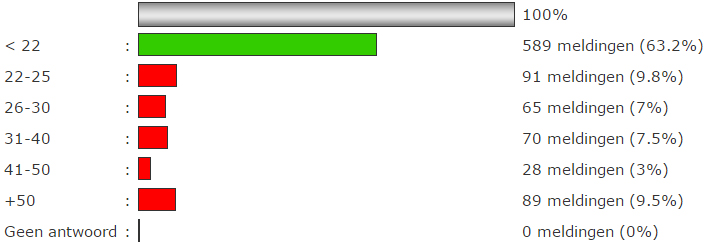 100%
< 22 : 589 meldingen (63.2%)
22-25 : 91 meldingen (9.8%)
26-30 : 65 meldingen (7%)
31-40 : 70 meldingen (7.5%)
41-50 : 28 meldingen (3%)
+50 : 89 meldingen (9.5%)
Geen antwoord : 0 meldingen (0%)